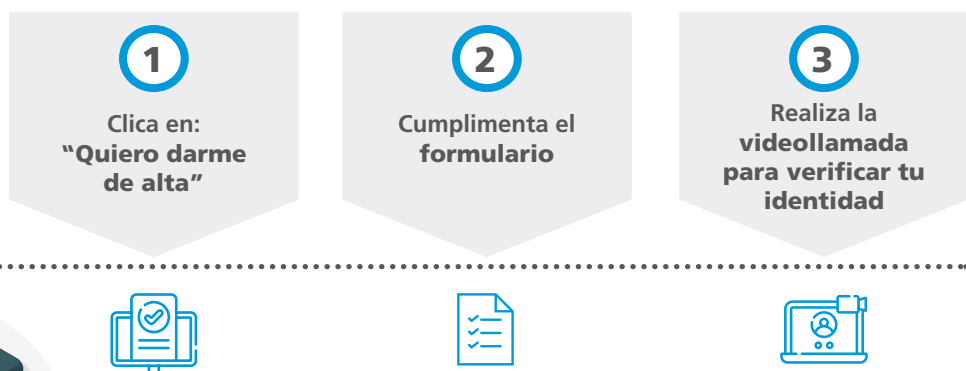 1
Clica en:
“Quiero darme
de alta”
2
Cumplimenta el
formulario
3
Realiza la
videollamada
para verificar tu
identidad